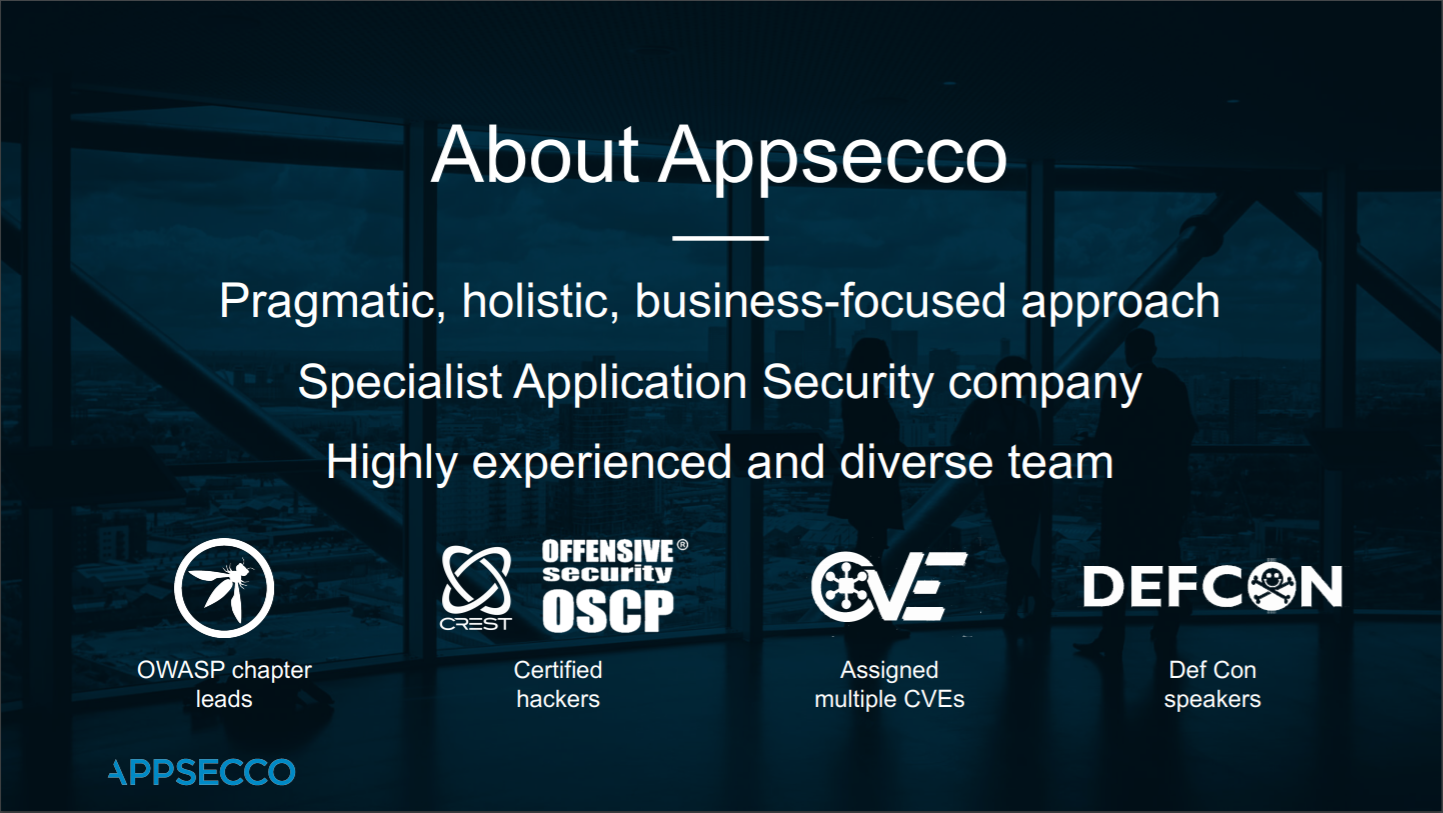 About Appsecco
Pragmatic, holistic, business-focused approach
Specialist Application Security company
Highly experienced and diverse team
CREST
OFFENSIVE®
security
OSCP
CVE
DEFCON
OWASP chapter
leads
Certified
hackers
Assigned
multiple CVEs
Def Con
speakers
APPSECCO